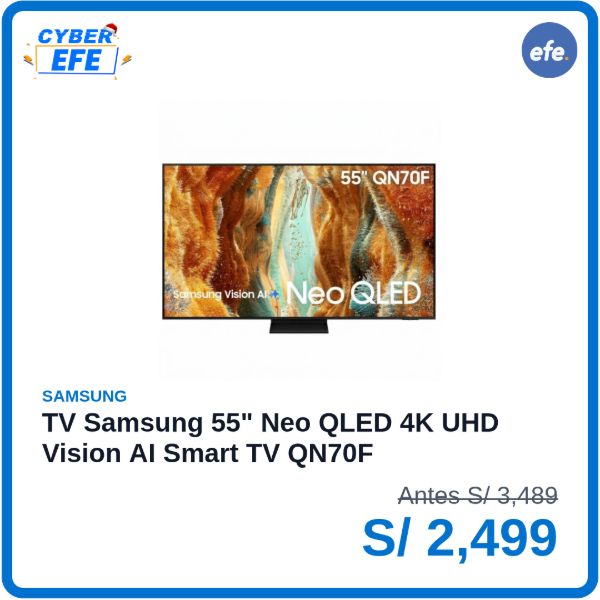 CYBER
EFE
efe.
55" QN70F
Samsung Vision AI
Neo QLED
SAMSUNG
TV Samsung 55" Neo QLED 4K UHD
Vision AI Smart TV QN70F
Antes S/ 3,489
S/ 2,499